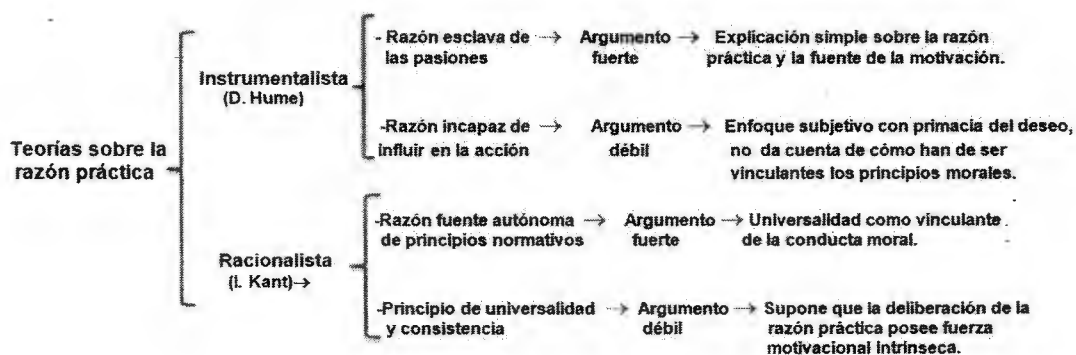 Teorías sobre la
razón práctica
Instrumentalista
(D. Hume)
- Razón esclava de → Argumento → Explicación simple sobre la razón
las pasiones fuerte práctica y la fuente de la motivación.
-Razón incapaz de → Argumento → Enfoque subjetivo con primacia del deseo,
influir en la acción débil no da cuenta de cómo han de ser
vinculantes los principios morales.
Racionalista
(I. Kant)→
-Razón fuente autónoma → Argumento → Universalidad como vinculante
de principios normativos fuerte de la conducta moral.
-Principio de universalidad → Argumento → Supone que la deliberación de la
y consistencia débil razón práctica posee fuerza
motivacional intrínseca.